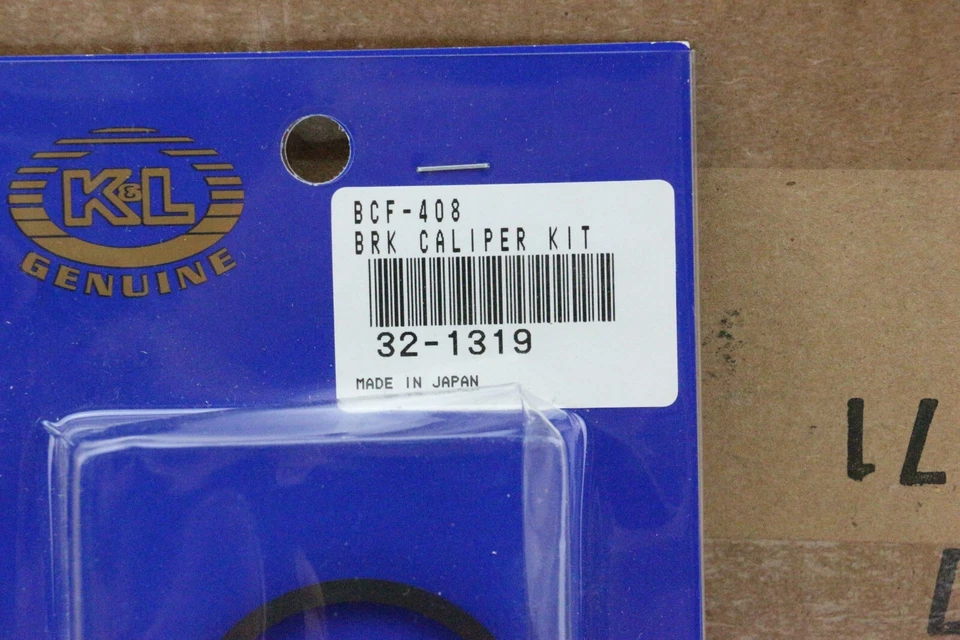 K&L
GENUINE
BCF-408
BRK CALIPER KIT
32-1319
MADE IN JAPAN